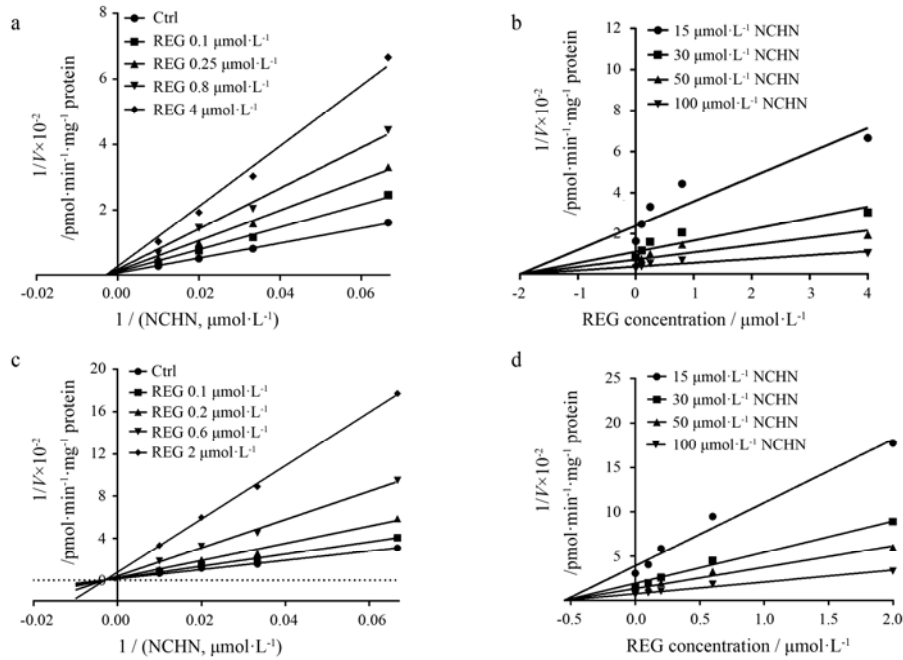 a
Ctrl
REG 0.1 μmol·L⁻¹
REG 0.25 μmol·L⁻¹
REG 0.8 μmol·L⁻¹
REG 4 μmol·L⁻¹
1/V×10⁻²
/pmol·min⁻¹·mg⁻¹ protein
8
6
4
2
0
-0.02 0.00 0.02 0.04 0.06
1 / (NCHN, μmol·L⁻¹)
b
15 μmol·L⁻¹ NCHN
30 μmol·L⁻¹ NCHN
50 μmol·L⁻¹ NCHN
100 μmol·L⁻¹ NCHN
1/V×10⁻²
/pmol·min⁻¹·mg⁻¹ protein
12
8
6
4
2
-2 -1 0 1 2 3 4
REG concentration / μmol·L⁻¹
c
Ctrl
REG 0.1 μmol·L⁻¹
REG 0.2 μmol·L⁻¹
REG 0.6 μmol·L⁻¹
REG 2 μmol·L⁻¹
1/V×10⁻²
/pmol·min⁻¹·mg⁻¹ protein
20
16
12
8
4
0
-0.02 0.00 0.02 0.04 0.06
1 / (NCHN, μmol·L⁻¹)
d
15 μmol·L⁻¹ NCHN
30 μmol·L⁻¹ NCHN
50 μmol·L⁻¹ NCHN
100 μmol·L⁻¹ NCHN
1/V×10⁻²
/pmol·min⁻¹·mg⁻¹ protein
25
20
15
10
5
-0.5 0.0 0.5 1.0 1.5 2.0
REG concentration / μmol·L⁻¹